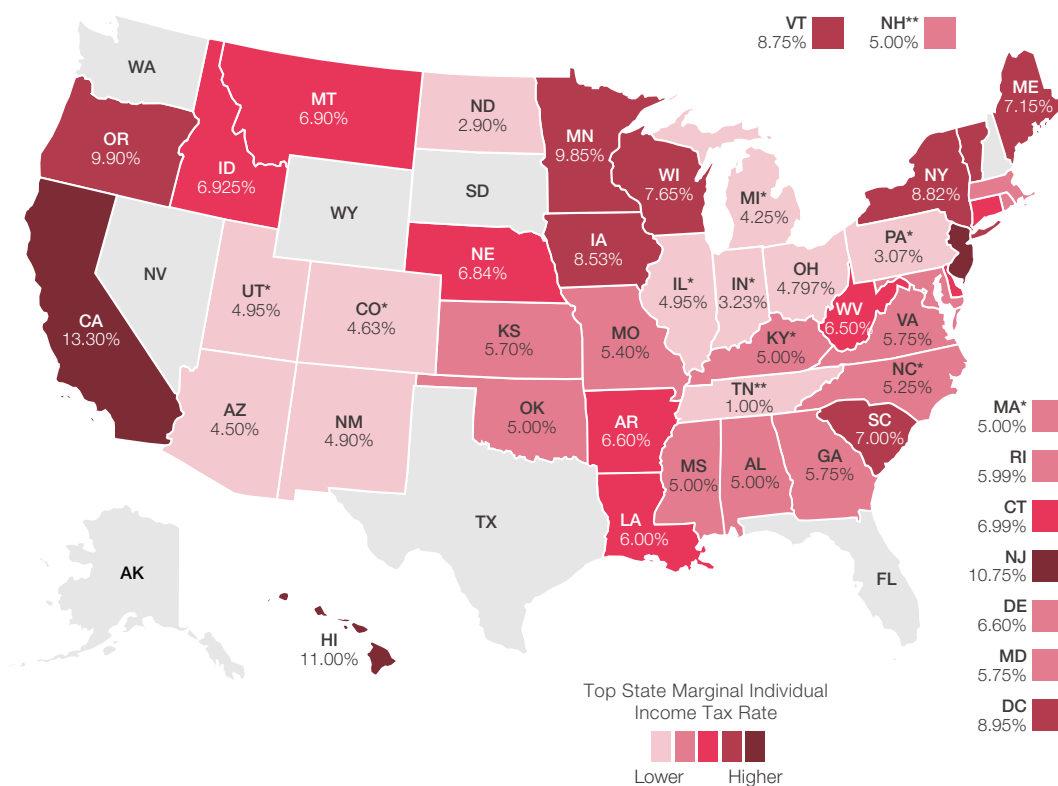 VT
8.75%
NH**
5.00%
WA
MT
6.90%
ND
2.90%
ME
7.15%
OR
9.90%
ID
6.925%
MN
9.85%
WI
7.65%
NY
8.82%
SD
WY
MI*
4.25%
IA
8.53%
NE
6.84%
PA*
3.07%
NV
UT*
4.95%
CO*
4.63%
IL*
4.95%
IN*
3.23%
OH
4.797%
CA
13.30%
KS
5.70%
MO
5.40%
WV
6.50%
VA
5.75%
KY*
5.00%
NC*
5.25%
TN**
1.00%
AZ
4.50%
NM
4.90%
OK
5.00%
AR
6.60%
SC
7.00%
MS
5.00%
AL
5.00%
GA
5.75%
TX
LA
6.00%
FL
AK
HI
11.00%
MA*
5.00%
RI
5.99%
CT
6.99%
NJ
10.75%
DE
6.60%
MD
5.75%
DC
8.95%
Top State Marginal Individual
Income Tax Rate
Lower
Higher